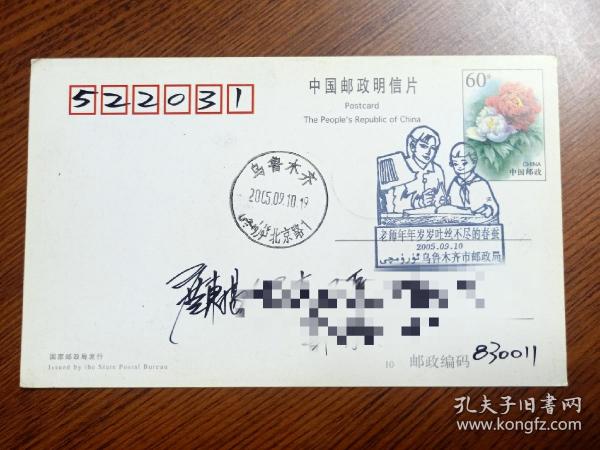 522031
中国邮政明信片
Postcard
The People's Republic of China
60分
CHINA
中国邮政
乌鲁木齐
2005.09.10.19
北京路1
老师年年岁岁吐丝不尽的春蚕
2005.09.10
ئۈرۈمچى 乌鲁木齐市邮政局
国家邮政局发行
Issued by the State Postal Bureau
10 邮政编码 830011
孔夫子旧书网
www.kongfz.com